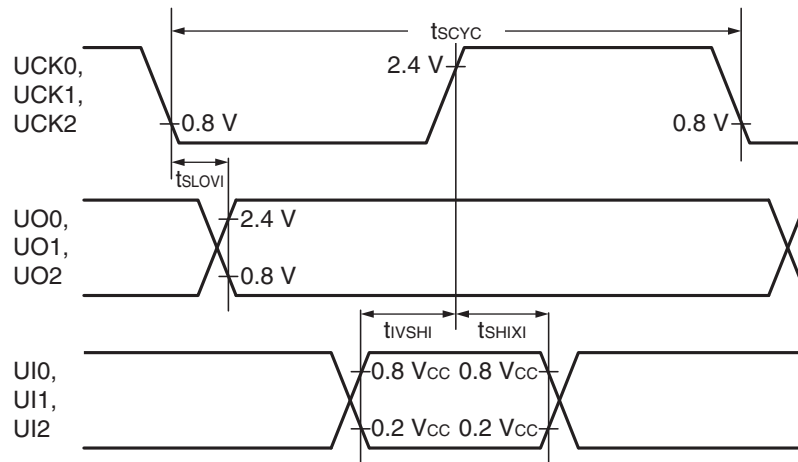 tSCYC
UCK0,
UCK1,
UCK2
2.4 V
0.8 V
0.8 V
tSLOVI
UO0,
UO1,
UO2
2.4 V
0.8 V
tIVSHI
tSHIXI
UI0,
UI1,
UI2
0.8 VCC 0.8 VCC
0.2 VCC 0.2 VCC